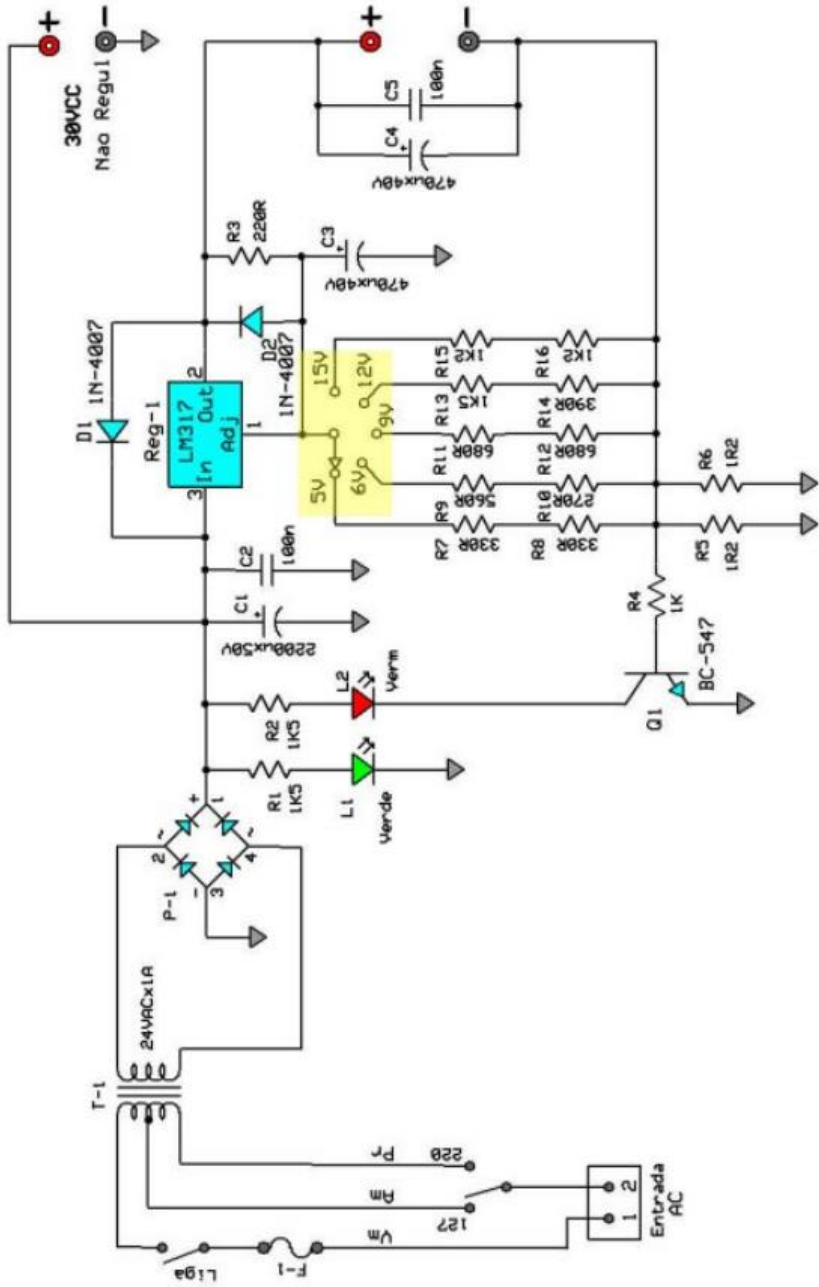 T-1
24VACx1A
Vm
Am
Pr
127
220
Liga
F-1
Entrada
AC
1
2
P-1
~
~
+
-
1
2
3
4
R1
1K5
R2
1K5
L1
Verde
L2
Verm
C1
2200ux50V
C2
100n
D1
1N-4007
Reg-1
LM317
In
Out
Adj
3
2
1
D2
1N-4007
R3
220R
C3
470ux40V
C4
470ux40V
C5
100n
+
-
30VCC
Nao Regul
+
-
5V
6V
9V
12V
15V
R7
330R
R8
330R
R9
560R
R10
270R
R11
680R
R12
680R
R13
1K5
R14
390R
R15
1K2
R16
1K2
R4
1K
R5
1R2
R6
1R2
Q1
BC-547